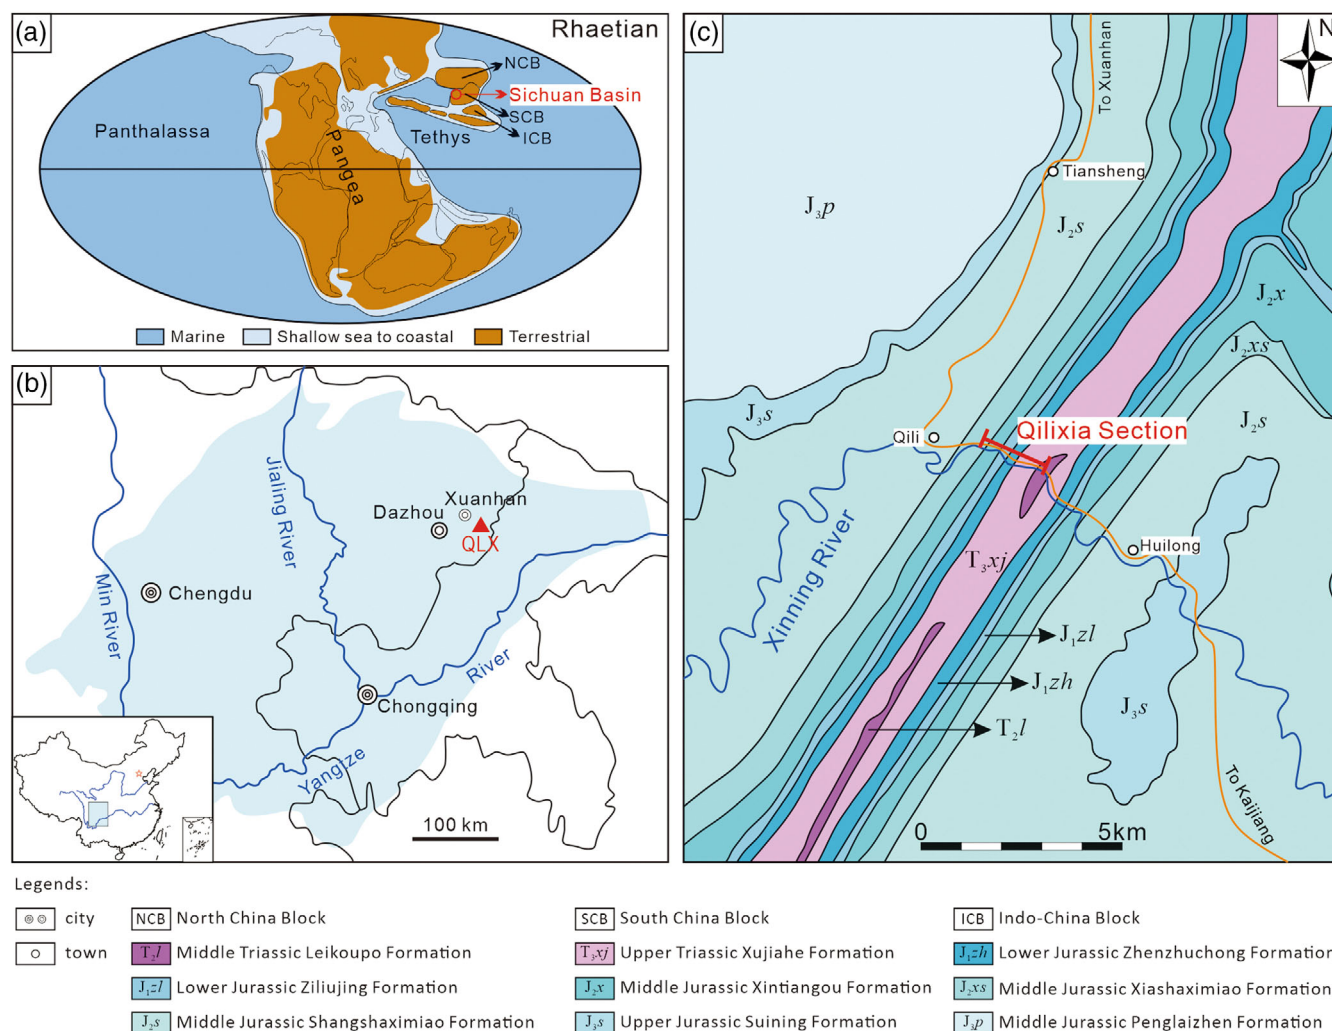 (a)
Rhaetian
NCB
Sichuan Basin
SCB
ICB
Panthalassa
Pangea
Tethys
Marine
Shallow sea to coastal
Terrestrial
(b)
Jialing River
Min River
Xuanhan
Dazhou
QLX
Chengdu
Chongqing
Yangtze
River
100 km
(c)
N
To Xuanhan
Tiansheng
J₃p
J₂s
J₂x
J₂xs
J₃s
J₂s
Qili
Qilixia Section
Xinning River
Huilong
T₃xj
J₁zl
J₁zh
J₃s
T₂l
To Kaijiang
0
5km
Legends:
city
NCB North China Block
SCB South China Block
ICB Indo-China Block
town
T₂l Middle Triassic Leikoupo Formation
T₃xj Upper Triassic Xujiahe Formation
J₁zh Lower Jurassic Zhenzhuchong Formation
J₁zl Lower Jurassic Ziliujing Formation
J₂x Middle Jurassic Xintiangou Formation
J₂xs Middle Jurassic Xiashaximiao Formation
J₂s Middle Jurassic Shangshaximiao Formation
J₃s Upper Jurassic Suining Formation
J₃p Middle Jurassic Penglaizhen Formation